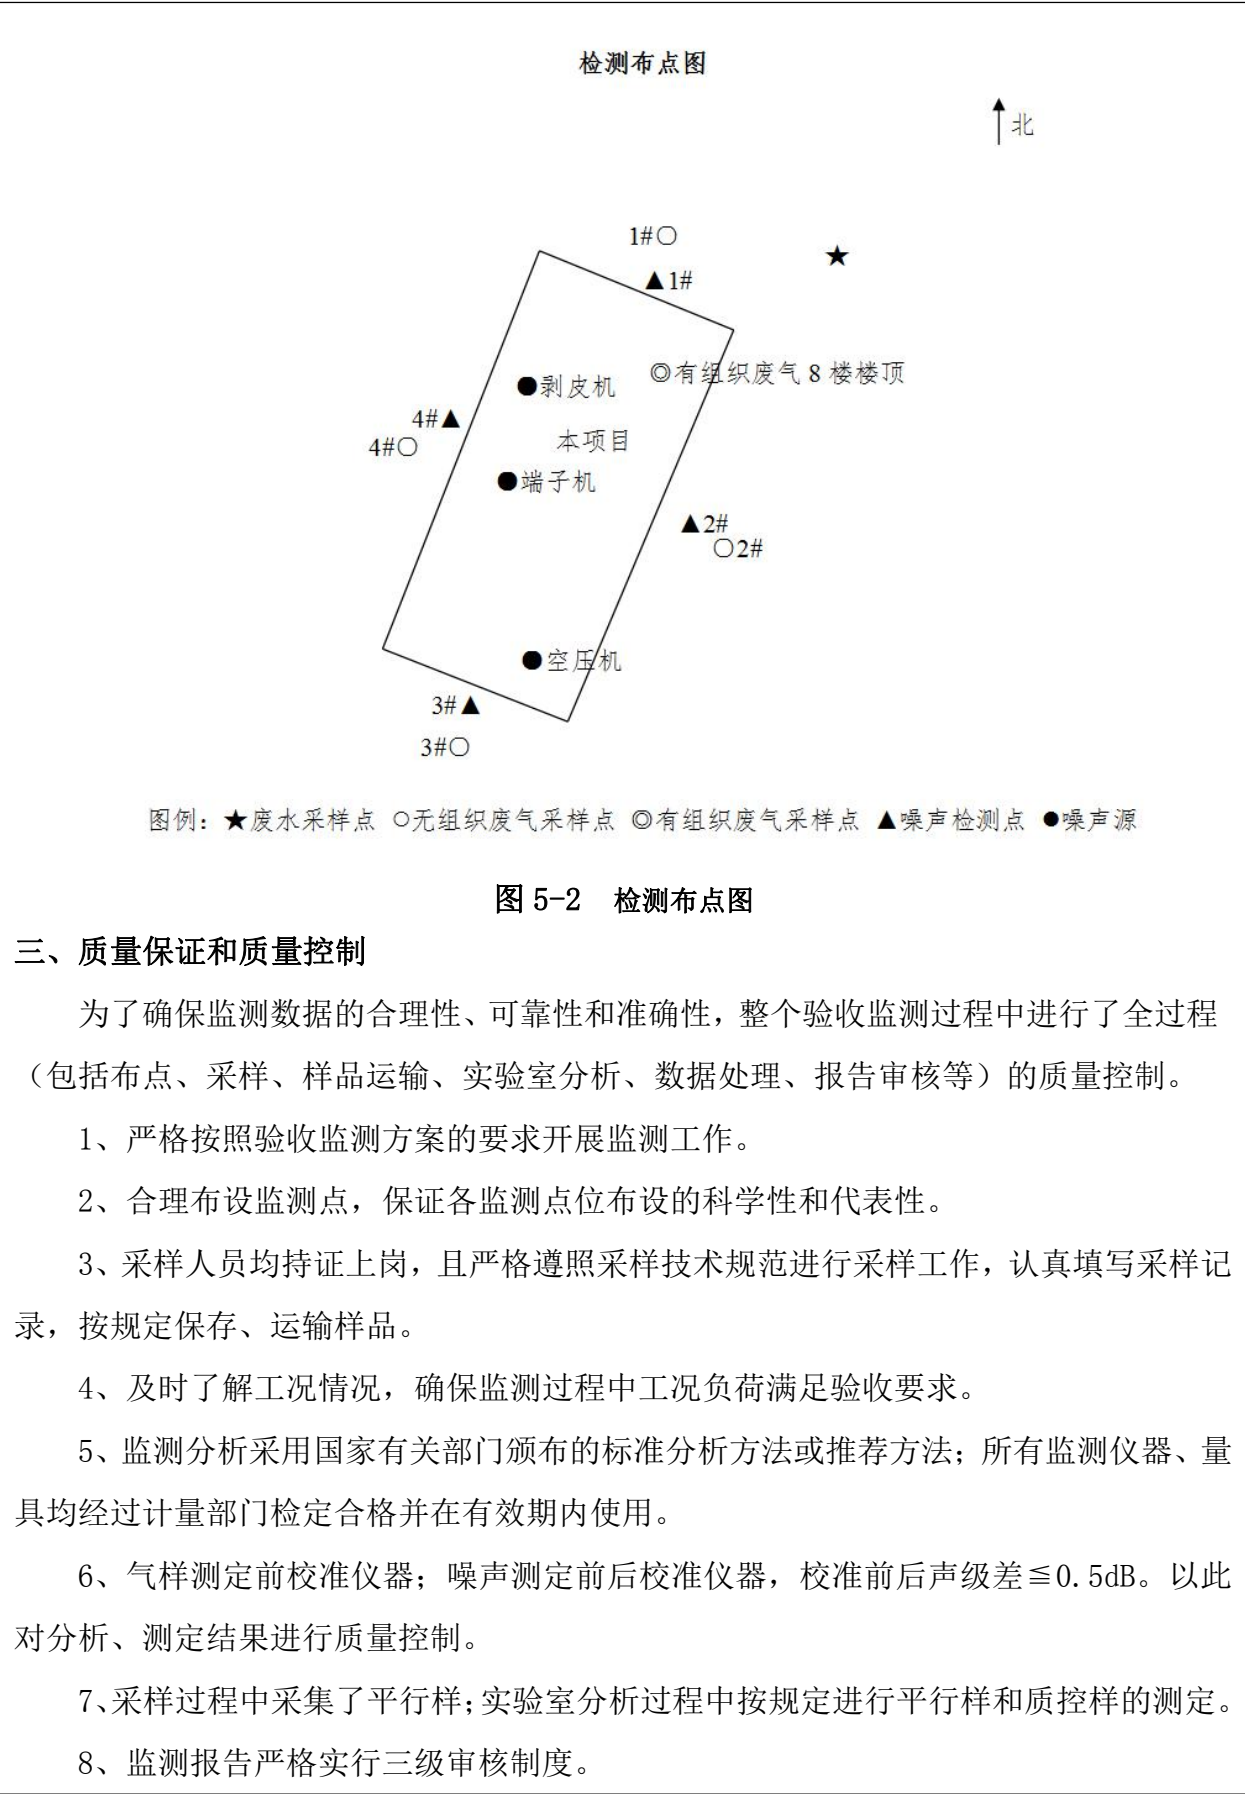 检测布点图
北
1#○
★
▲1#
◎有组织废气 8 楼楼顶
●剥皮机
4#▲
本项目
4#○
●端子机
▲2#
○2#
●空压机
3#▲
3#○
图例：★废水采样点 ○无组织废气采样点 ◎有组织废气采样点 ▲噪声检测点 ●噪声源
图 5-2 检测布点图
三、质量保证和质量控制
为了确保监测数据的合理性、可靠性和准确性，整个验收监测过程中进行了全过程
（包括布点、采样、样品运输、实验室分析、数据处理、报告审核等）的质量控制。
1、严格按照验收监测方案的要求开展监测工作。
2、合理布设监测点，保证各监测点位布设的科学性和代表性。
3、采样人员均持证上岗，且严格遵照采样技术规范进行采样工作，认真填写采样记
录，按规定保存、运输样品。
4、及时了解工况情况，确保监测过程中工况负荷满足验收要求。
5、监测分析采用国家有关部门颁布的标准分析方法或推荐方法；所有监测仪器、量
具均经过计量部门检定合格并在有效期内使用。
6、气样测定前校准仪器；噪声测定前后校准仪器，校准前后声级差≦0.5dB。以此
对分析、测定结果进行质量控制。
7、采样过程中采集了平行样；实验室分析过程中按规定进行平行样和质控样的测定。
8、监测报告严格实行三级审核制度。